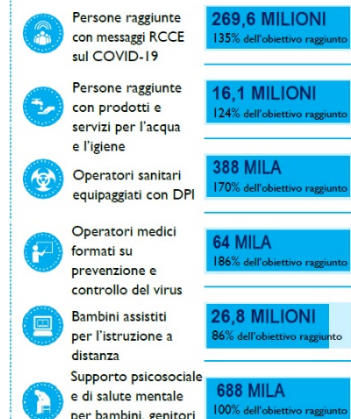 Persone raggiunte
con messaggi RCCE
sul COVID-19
269,6 MILIONI
135% dell'obiettivo raggiunto
Persone raggiunte
con prodotti e
servizi per l'acqua
e l'igiene
16,1 MILIONI
124% dell'obiettivo raggiunto
Operatori sanitari
equipaggiati con DPI
388 MILA
170% dell'obiettivo raggiunto
Operatori medici
formati su
prevenzione e
controllo del virus
64 MILA
186% dell'obiettivo raggiunto
Bambini assistiti
per l'istruzione a
distanza
26,8 MILIONI
86% dell'obiettivo raggiunto
Supporto psicosociale
e di salute mentale
per bambini, genitori
688 MILA
100% dell'obiettivo raggiunto